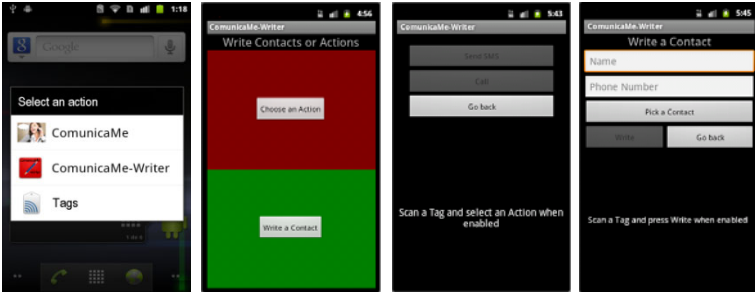 1:18
Google
Select an action
ComunicaMe
ComunicaMe-Writer
Tags
4:56
ComunicaMe-Writer
Write Contacts or Actions
Choose an Action
Write a Contact
5:43
ComunicaMe-Writer
Send SMS
Call
Go back
Scan a Tag and select an Action when
enabled
5:45
ComunicaMe-Writer
Write a Contact
Name
Phone Number
Pick a Contact
Write
Go back
Scan a Tag and press Write when enabled